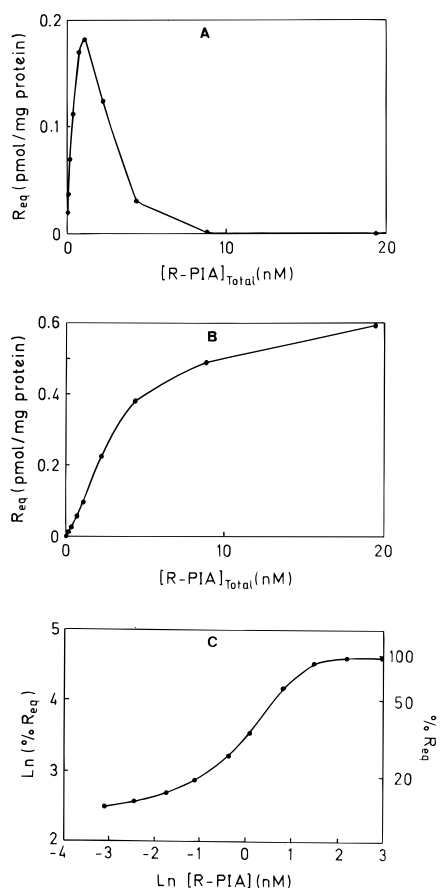 A
0.2
0.1
0
R_eq (pmol/mg protein)
0 10 20
[R-PIA]_Total (nM)
B
0.6
0.4
0.2
0
R_eq (pmol/mg protein)
0 10 20
[R-PIA]_Total (nM)
C
5
4
3
2
Ln (% R_eq)
100
50
20
% R_eq
-4 -3 -2 -1 0 1 2 3
Ln [R-PIA] (nM)